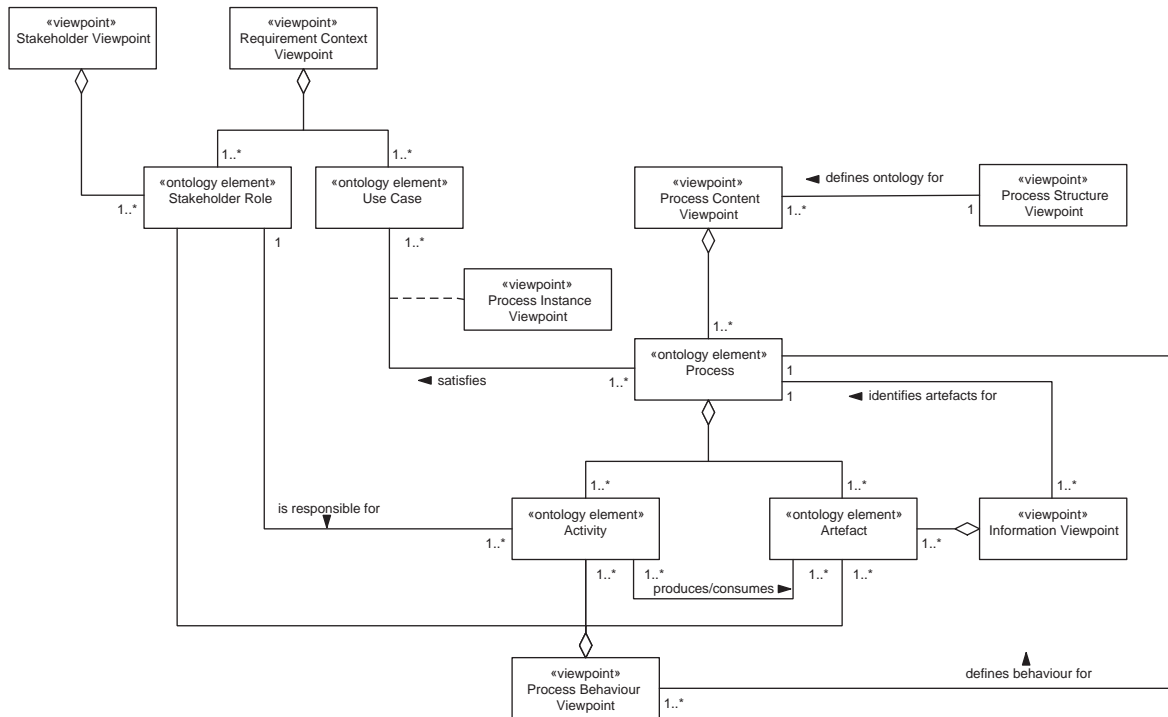 «viewpoint»
Stakeholder Viewpoint
«viewpoint»
Requirement Context
Viewpoint
1..*
1..*
«ontology element»
Stakeholder Role
1..*
1
«ontology element»
Use Case
1..*
«viewpoint»
Process Content
Viewpoint
defines ontology for
1..*
1
«viewpoint»
Process Structure
Viewpoint
«viewpoint»
Process Instance
Viewpoint
1..*
«ontology element»
Process
satisfies
1..*
1
1
identifies artefacts for
1..*
1..*
1..*
is responsible for
1..*
«ontology element»
Activity
«ontology element»
Artefact
1..*
«viewpoint»
Information Viewpoint
1..*
1..*
produces/consumes
1..*
1..*
«viewpoint»
Process Behaviour
Viewpoint
1..*
defines behaviour for